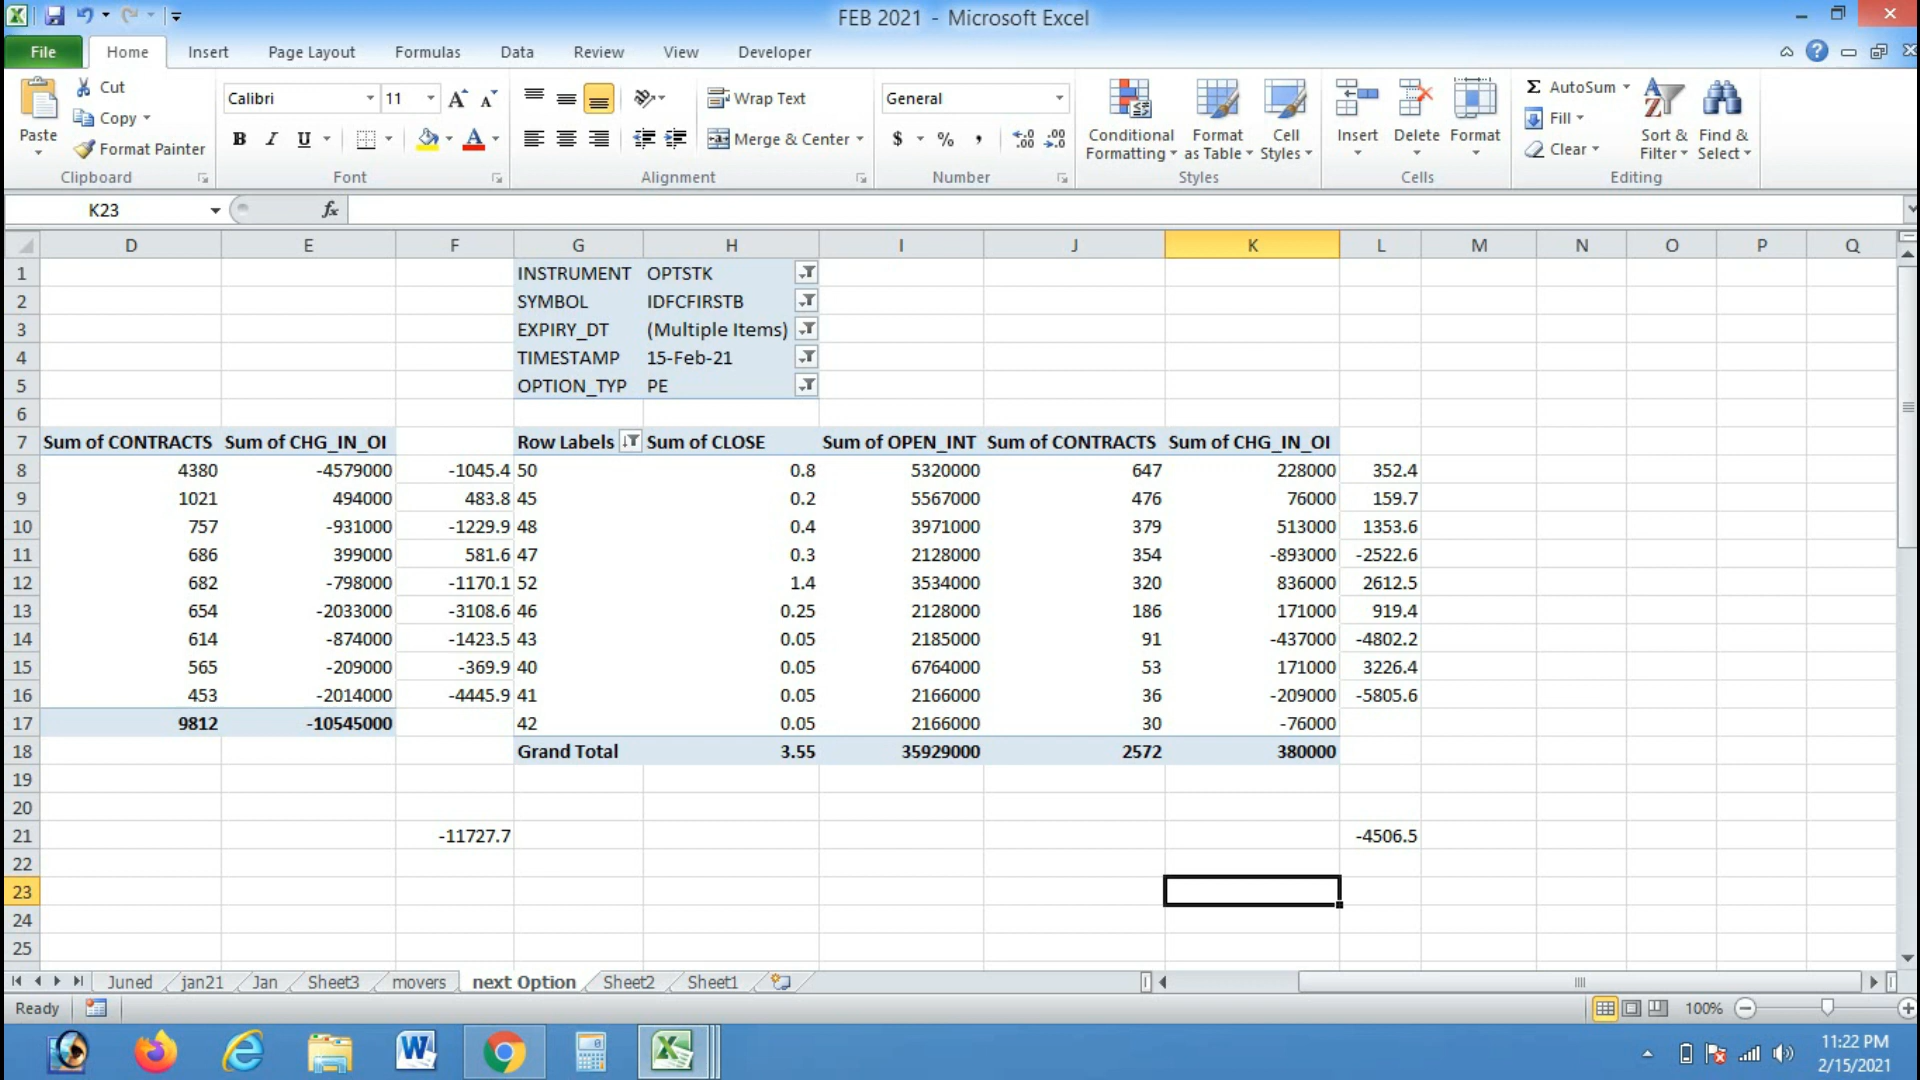 FEB 2021 - Microsoft Excel
File Home Insert Page Layout Formulas Data Review View Developer
Cut
Copy
Format Painter
Paste
Clipboard
Calibri 11
B I U
Font
Wrap Text
Merge & Center
Alignment
General
$ % ,
Number
Conditional Formatting
Format as Table
Cell Styles
Styles
Insert Delete Format
Cells
AutoSum
Fill
Clear
Sort & Filter
Find & Select
Editing
K23 fx
D E F G H I J K L M N O P Q
1 INSTRUMENT OPTSTK
2 SYMBOL IDFCFIRSTB
3 EXPIRY_DT (Multiple Items)
4 TIMESTAMP 15-Feb-21
5 OPTION_TYP PE
6
7 Sum of CONTRACTS Sum of CHG_IN_OI Row Labels Sum of CLOSE Sum of OPEN_INT Sum of CONTRACTS Sum of CHG_IN_OI
8 4380 -4579000 -1045.4 50 0.8 5320000 647 228000 352.4
9 1021 494000 483.8 45 0.2 5567000 476 76000 159.7
10 757 -931000 -1229.9 48 0.4 3971000 379 513000 1353.6
11 686 399000 581.6 47 0.3 2128000 354 -893000 -2522.6
12 682 -798000 -1170.1 52 1.4 3534000 320 836000 2612.5
13 654 -2033000 -3108.6 46 0.25 2128000 186 171000 919.4
14 614 -874000 -1423.5 43 0.05 2185000 91 -437000 -4802.2
15 565 -209000 -369.9 40 0.05 6764000 53 171000 3226.4
16 453 -2014000 -4445.9 41 0.05 2166000 36 -209000 -5805.6
17 9812 -10545000 42 0.05 2166000 30 -76000
18 Grand Total 3.55 35929000 2572 380000
19
20
21 -11727.7 -4506.5
22
23
24
25
Juned jan21 Jan Sheet3 movers next Option Sheet2 Sheet1
Ready 100%
11:22 PM
2/15/2021